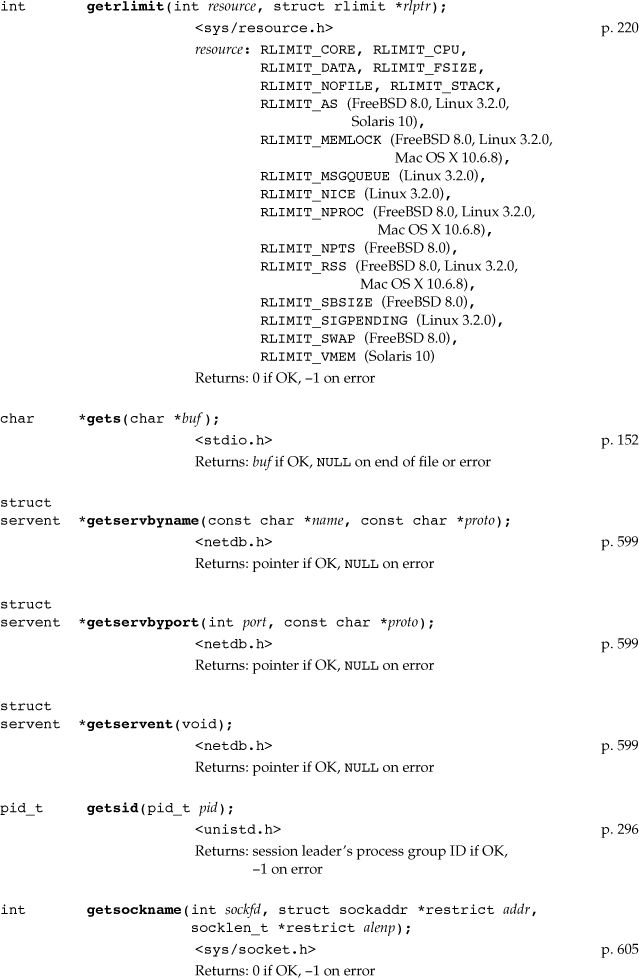 int getrlimit(int resource, struct rlimit *rlptr);
<sys/resource.h> p. 220
resource: RLIMIT_CORE, RLIMIT_CPU,
RLIMIT_DATA, RLIMIT_FSIZE,
RLIMIT_NOFILE, RLIMIT_STACK,
RLIMIT_AS (FreeBSD 8.0, Linux 3.2.0,
Solaris 10),
RLIMIT_MEMLOCK (FreeBSD 8.0, Linux 3.2.0,
Mac OS X 10.6.8),
RLIMIT_MSGQUEUE (Linux 3.2.0),
RLIMIT_NICE (Linux 3.2.0),
RLIMIT_NPROC (FreeBSD 8.0, Linux 3.2.0,
Mac OS X 10.6.8),
RLIMIT_NPTS (FreeBSD 8.0),
RLIMIT_RSS (FreeBSD 8.0, Linux 3.2.0,
Mac OS X 10.6.8),
RLIMIT_SBSIZE (FreeBSD 8.0),
RLIMIT_SIGPENDING (Linux 3.2.0),
RLIMIT_SWAP (FreeBSD 8.0),
RLIMIT_VMEM (Solaris 10)
Returns: 0 if OK, –1 on error
char *gets(char *buf);
<stdio.h> p. 152
Returns: buf if OK, NULL on end of file or error
struct
servent *getservbyname(const char *name, const char *proto);
<netdb.h> p. 599
Returns: pointer if OK, NULL on error
struct
servent *getservbyport(int port, const char *proto);
<netdb.h> p. 599
Returns: pointer if OK, NULL on error
struct
servent *getservent(void);
<netdb.h> p. 599
Returns: pointer if OK, NULL on error
pid_t getsid(pid_t pid);
<unistd.h> p. 296
Returns: session leader's process group ID if OK,
–1 on error
int getsockname(int sockfd, struct sockaddr *restrict addr,
socklen_t *restrict alenp);
<sys/socket.h> p. 605
Returns: 0 if OK, –1 on error